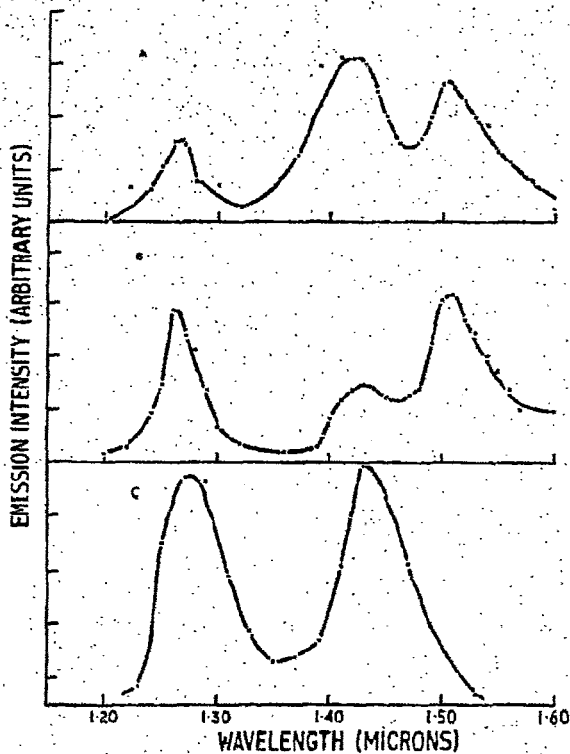 A
B
C
EMISSION INTENSITY (ARBITRARY UNITS)
1·20 1·30 1·40 1·50 1·60
WAVELENGTH (MICRONS)